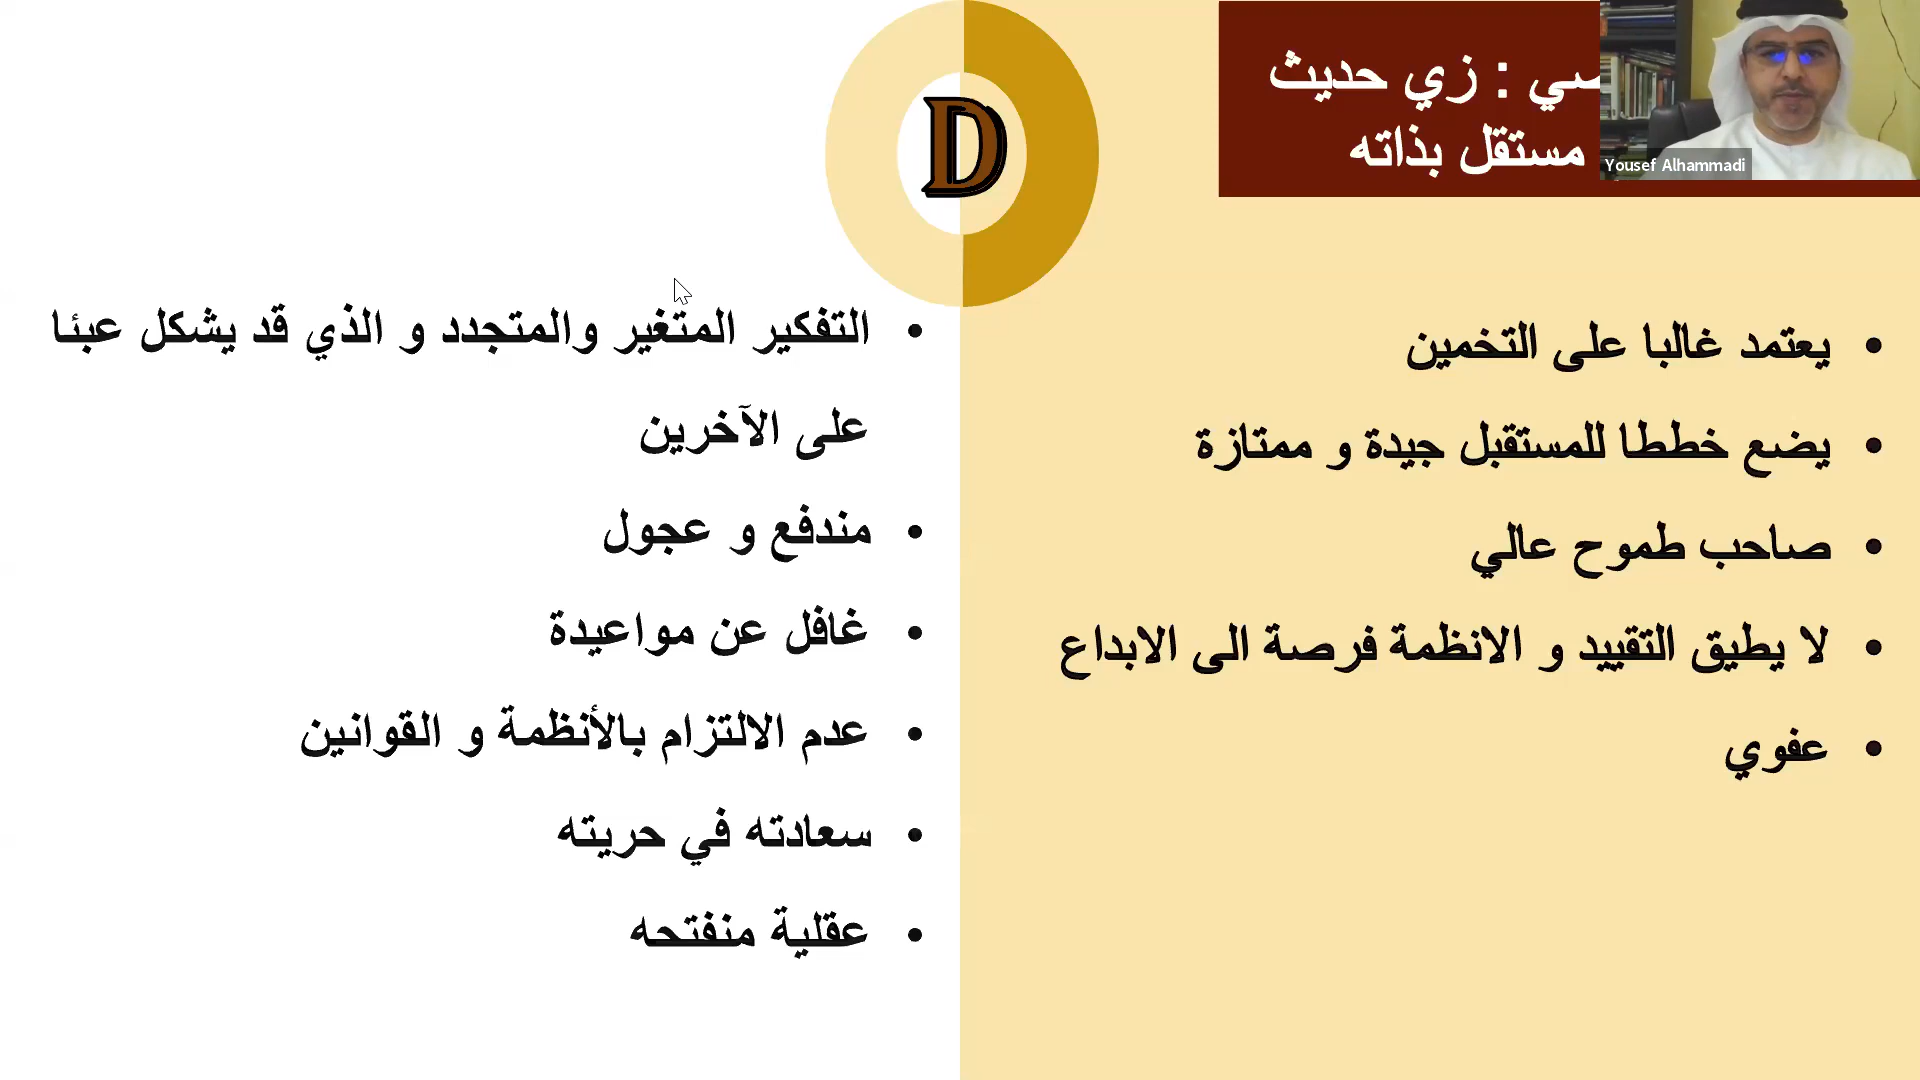 : زي حديث
مستقل بذاته
Yousef Alhammadi
D
• يعتمد غالبا على التخمين
• يضع خططا للمستقبل جيدة و ممتازة
• صاحب طموح عالي
• لا يطيق التقييد و الانظمة فرصة الى الابداع
• عفوي
• التفكير المتغير والمتجدد و الذي قد يشكل عبئا
على الآخرين
• مندفع و عجول
• غافل عن مواعيدة
• عدم الالتزام بالأنظمة و القوانين
• سعادته في حريته
• عقلية منفتحه